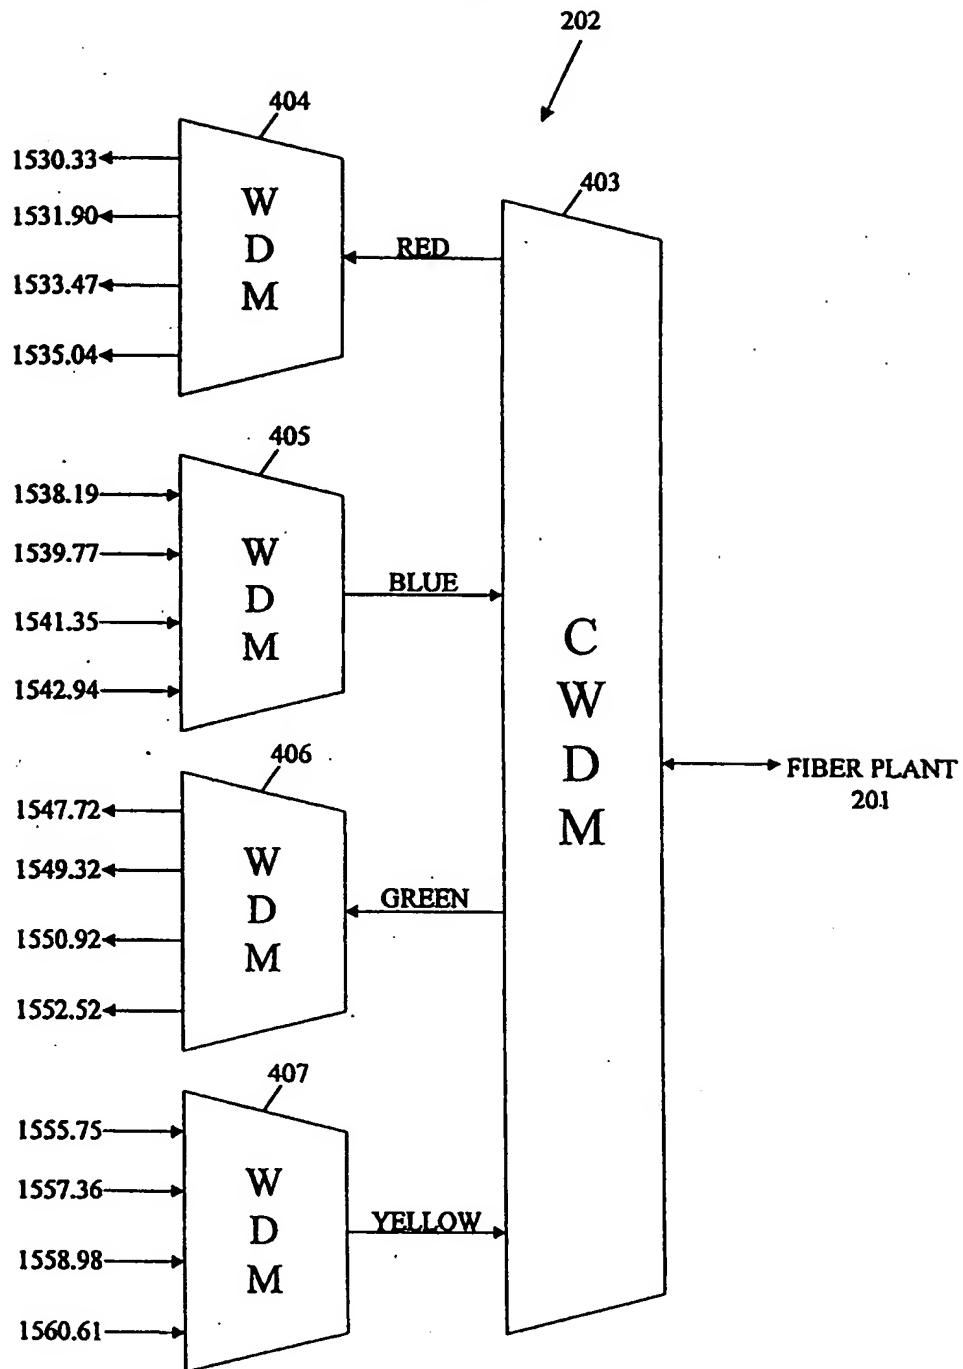 202
404
1530.33
1531.90
1533.47
1535.04
W
D
M
RED
403
405
1538.19
1539.77
1541.35
1542.94
W
D
M
BLUE
C
W
D
M
FIBER PLANT
201
406
1547.72
1549.32
1550.92
1552.52
W
D
M
GREEN
407
1555.75
1557.36
1558.98
1560.61
W
D
M
YELLOW